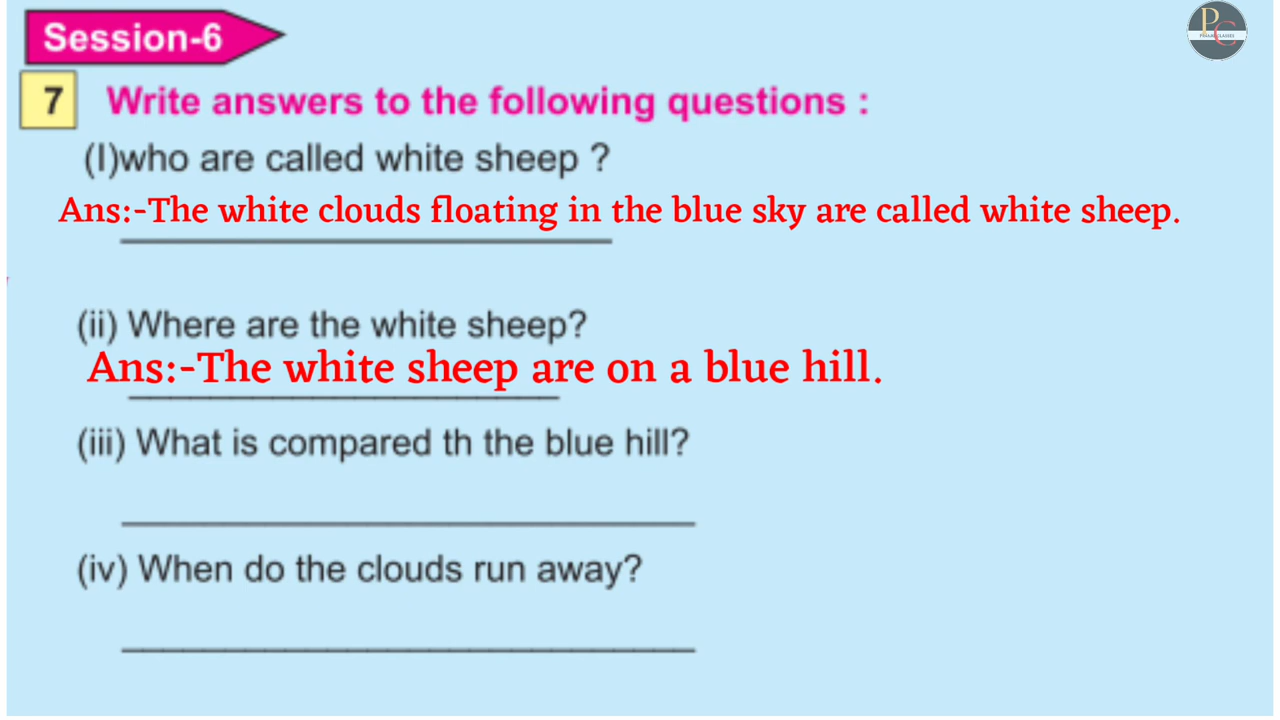 Session-6
PC
7 Write answers to the following questions :
(I)who are called white sheep ?
Ans:-The white clouds floating in the blue sky are called white sheep.
(ii) Where are the white sheep?
Ans:-The white sheep are on a blue hill.
(iii) What is compared th the blue hill?
(iv) When do the clouds run away?